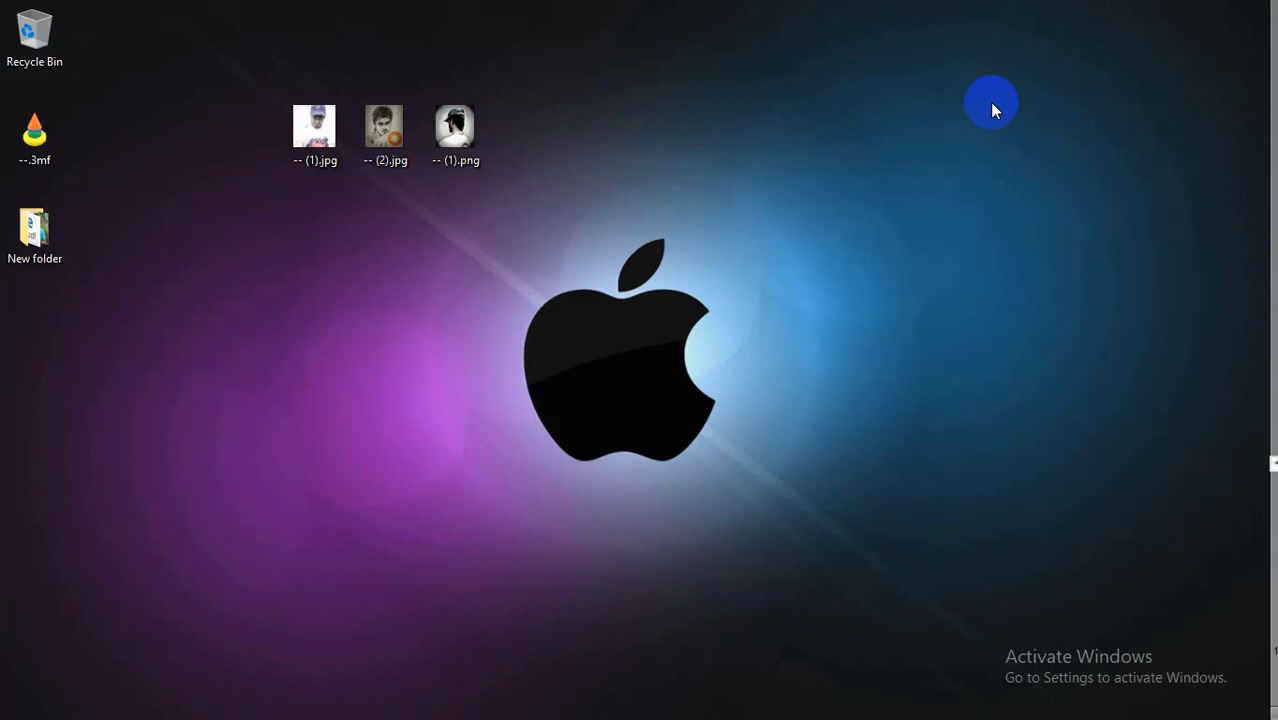 Recycle Bin
-- (1).jpg
-- (2).jpg
-- (1).png
--.3mf
New folder
Activate Windows
Go to Settings to activate Windows.